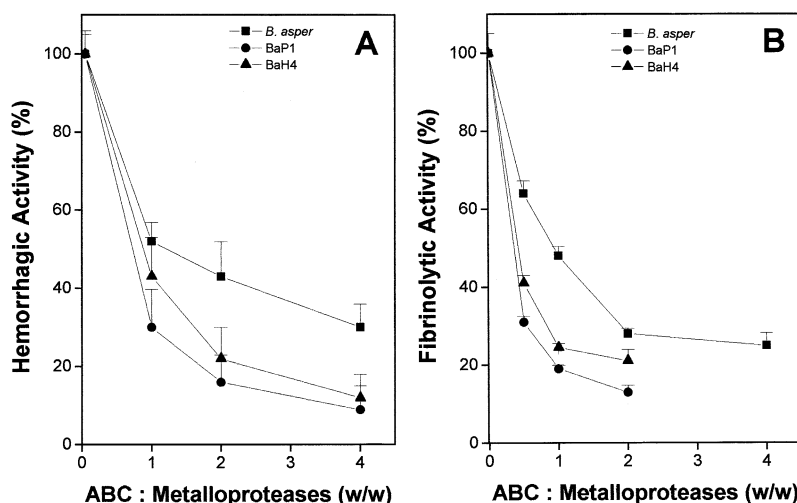 A
B. asper
BaP1
BaH4
Hemorrhagic Activity (%)
100
80
60
40
20
0
0 1 2 3 4
ABC : Metalloproteases (w/w)
B
B. asper
BaP1
BaH4
Fibrinolytic Activity (%)
100
80
60
40
20
0
0 1 2 3 4
ABC : Metalloproteases (w/w)